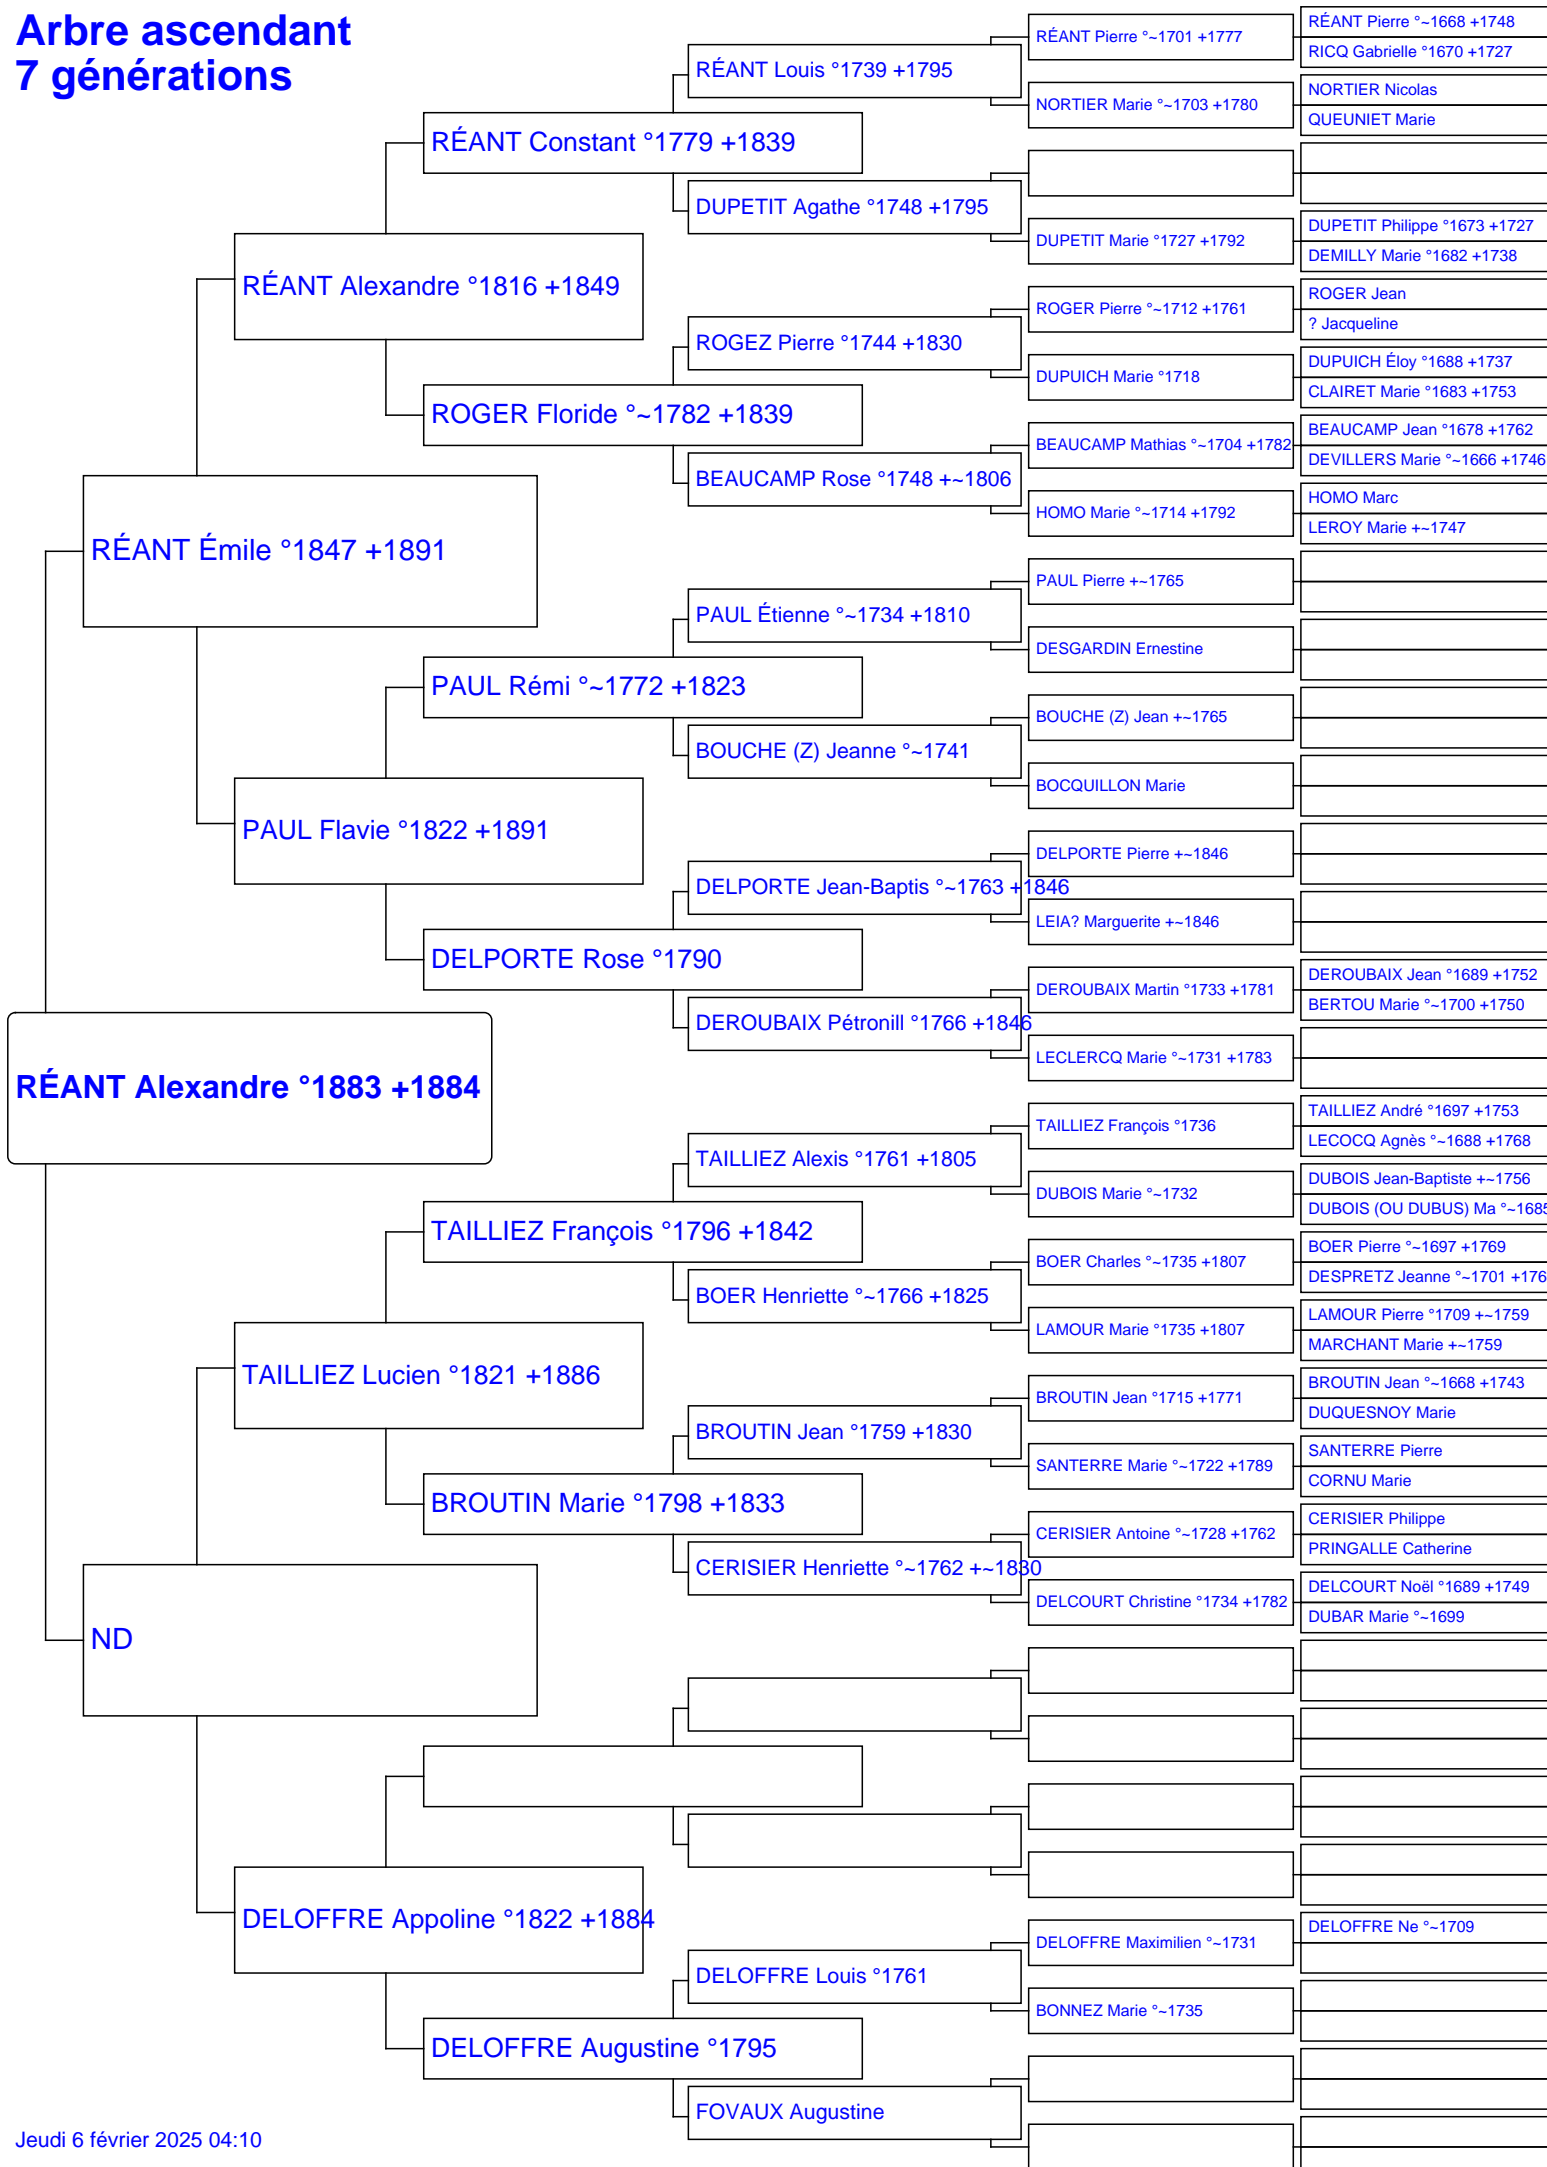 Arbre ascendant
7 générations
RÉANT Alexandre °1883 +1884
RÉANT Émile °1847 +1891
ND
RÉANT Alexandre °1816 +1849
PAUL Flavie °1822 +1891
TAILLIEZ Lucien °1821 +1886
DELOFFRE Appoline °1822 +1884
RÉANT Constant °1779 +1839
ROGER Floride °~1782 +1839
PAUL Rémi °~1772 +1823
DELPORTE Rose °1790
TAILLIEZ François °1796 +1842
BROUTIN Marie °1798 +1833
DELOFFRE Augustine °1795
RÉANT Louis °1739 +1795
DUPETIT Agathe °1748 +1795
ROGEZ Pierre °1744 +1830
BEAUCAMP Rose °1748 +~1806
PAUL Étienne °~1734 +1810
BOUCHE (Z) Jeanne °~1741
DELPORTE Jean-Baptis °~1763 +1846
DEROUBAIX Pétronill °1766 +1846
TAILLIEZ Alexis °1761 +1805
BOER Henriette °~1766 +1825
BROUTIN Jean °1759 +1830
CERISIER Henriette °~1762 +~1830
DELOFFRE Louis °1761
FOVAUX Augustine
RÉANT Pierre °~1701 +1777
NORTIER Marie °~1703 +1780
DUPETIT Marie °1727 +1792
ROGER Pierre °~1712 +1761
DUPUICH Marie °1718
BEAUCAMP Mathias °~1704 +1782
HOMO Marie °~1714 +1792
PAUL Pierre +~1765
DESGARDIN Ernestine
BOUCHE (Z) Jean +~1765
BOCQUILLON Marie
DELPORTE Pierre +~1846
LEIA? Marguerite +~1846
DEROUBAIX Martin °1733 +1781
LECLERCQ Marie °~1731 +1783
TAILLIEZ François °1736
DUBOIS Marie °~1732
BOER Charles °~1735 +1807
LAMOUR Marie °1735 +1807
BROUTIN Jean °1715 +1771
SANTERRE Marie °~1722 +1789
CERISIER Antoine °~1728 +1762
DELCOURT Christine °1734 +1782
DELOFFRE Maximilien °~1731
BONNEZ Marie °~1735
RÉANT Pierre °~1668 +1748
RICQ Gabrielle °1670 +1727
NORTIER Nicolas
QUEUNIET Marie
DUPETIT Philippe °1673 +1727
DEMILLY Marie °1682 +1738
ROGER Jean
? Jacqueline
DUPUICH Éloy °1688 +1737
CLAIRET Marie °1683 +1753
BEAUCAMP Jean °1678 +1762
DEVILLERS Marie °~1666 +1746
HOMO Marc
LEROY Marie +~1747
DEROUBAIX Jean °1689 +1752
BERTOU Marie °~1700 +1750
TAILLIEZ André °1697 +1753
LECOCQ Agnès °~1688 +1768
DUBOIS Jean-Baptiste +~1756
DUBOIS (OU DUBUS) Ma °~1685
BOER Pierre °~1697 +1769
DESPRETZ Jeanne °~1701 +176
LAMOUR Pierre °1709 +~1759
MARCHANT Marie +~1759
BROUTIN Jean °~1668 +1743
DUQUESNOY Marie
SANTERRE Pierre
CORNU Marie
CERISIER Philippe
PRINGALLE Catherine
DELCOURT Noël °1689 +1749
DUBAR Marie °~1699
DELOFFRE Ne °~1709
Jeudi 6 février 2025 04:10